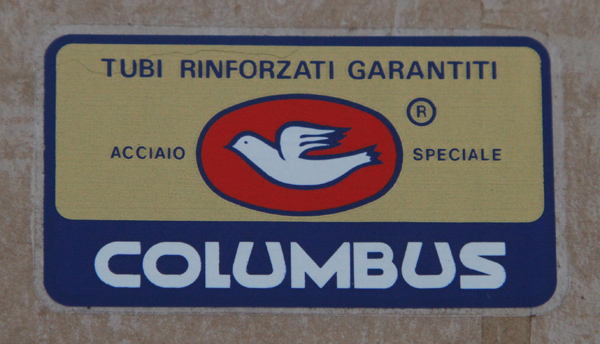 TUBI RINFORZATI GARANTITI
®
ACCIAIO SPECIALE
COLUMBUS